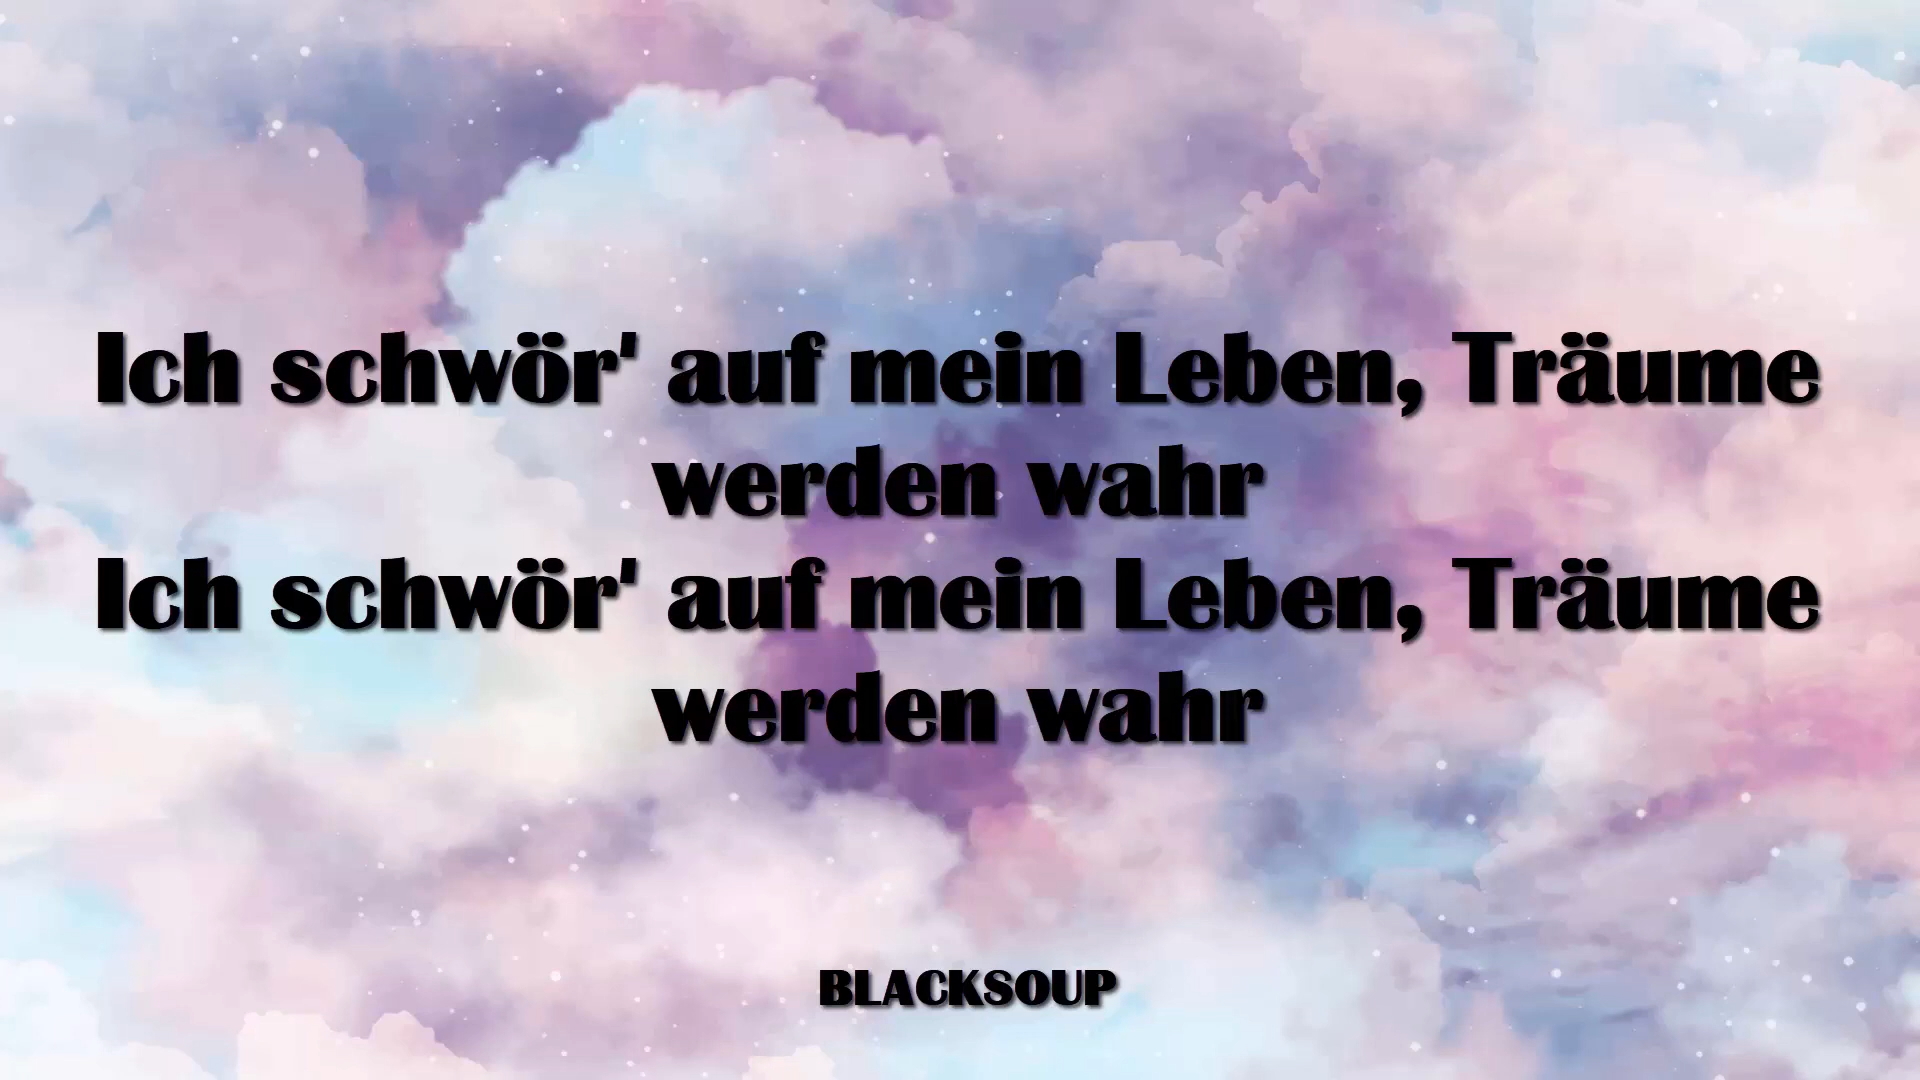 Ich schwör' auf mein Leben, Träume
werden wahr
Ich schwör' auf mein Leben, Träume
werden wahr
BLACKSOUP